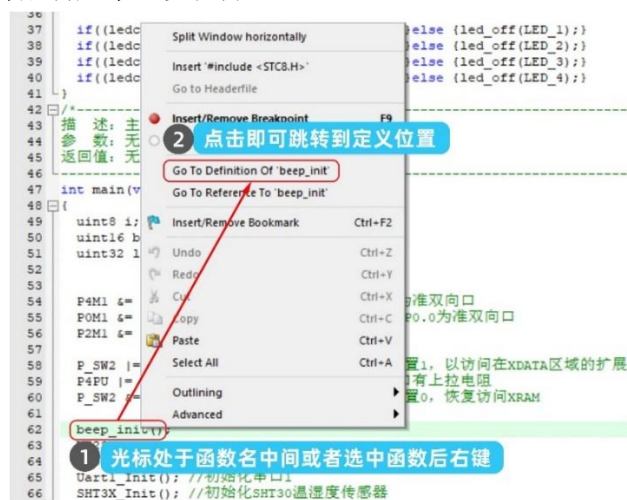 37 if((ledc
38 if((ledc
39 if((ledc
40 if((ledc
41 }
42 /*
43 描 述: 主
44 参 数: 无
45 返回值: 无
46
47 int main(v
48 {
49 uint8 i;
50 uint16 b
51 uint32 l
52
53
54 P4M1 &=
55 P0M1 &=
56 P2M1 &=
57
58 P_SW2 |=
59 P4PU |=
60 P_SW2 &=
61
62 beep_init();
63
64
65 Uart1_Init(); //初始化串口1
66 SHT3X_Init(); //初始化SHT30温湿度传感器
Split Window horizontally
Insert '#include <STC8.H>'
Go to Headerfile
Insert/Remove Breakpoint F9
2 点击即可跳转到定义位置
Go To Definition Of 'beep_init'
Go To Reference To 'beep_init'
Insert/Remove Bookmark Ctrl+F2
Undo Ctrl+Z
Redo Ctrl+Y
Cut Ctrl+X
Copy Ctrl+C
Paste Ctrl+V
Select All Ctrl+A
Outlining
Advanced
}else {led_off(LED_1);}
}else {led_off(LED_2);}
}else {led_off(LED_3);}
}else {led_off(LED_4);}
为准双向口
P0.0为准双向口
置1, 以访问在XDATA区域的扩展
有上拉电阻
置0, 恢复访问XRAM
1 光标处于函数名中间或者选中函数后右键